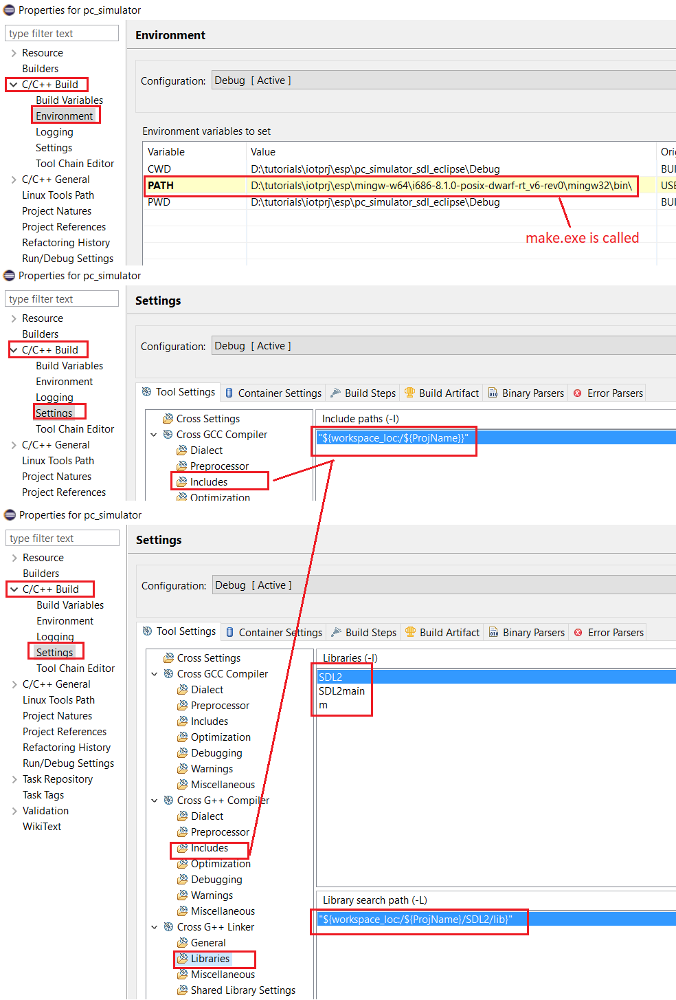 Properties for pc_simulator
type filter text
Resource
Builders
C/C++ Build
Build Variables
Environment
Logging
Settings
Tool Chain Editor
C/C++ General
Linux Tools Path
Project Natures
Project References
Refactoring History
Run/Debug Settings
Environment
Configuration: Debug [ Active ]
Environment variables to set
Variable Value Ori
CWD D:\tutorials\iotprj\esp\pc_simulator_sdl_eclipse\Debug BUI
PATH D:\tutorials\iotprj\esp\mingw-w64\i686-8.1.0-posix-dwarf-rt_v6-rev0\mingw32\bin\ USE
PWD D:\tutorials\iotprj\esp\pc_simulator_sdl_eclipse\Debug BUI
make.exe is called
Properties for pc_simulator
type filter text
Resource
Builders
C/C++ Build
Build Variables
Environment
Logging
Settings
Tool Chain Editor
C/C++ General
Linux Tools Path
Project Natures
Project References
Settings
Configuration: Debug [ Active ]
Tool Settings Container Settings Build Steps Build Artifact Binary Parsers Error Parsers
Cross Settings
Cross GCC Compiler
Dialect
Preprocessor
Includes
Optimization
Include paths (-I)
"${workspace_loc:/${ProjName}}"
Properties for pc_simulator
type filter text
Resource
Builders
C/C++ Build
Build Variables
Environment
Logging
Settings
Tool Chain Editor
C/C++ General
Linux Tools Path
Project Natures
Project References
Refactoring History
Run/Debug Settings
Task Repository
Task Tags
Validation
WikiText
Settings
Configuration: Debug [ Active ]
Tool Settings Container Settings Build Steps Build Artifact Binary Parsers Error Parsers
Cross Settings
Cross GCC Compiler
Dialect
Preprocessor
Includes
Optimization
Debugging
Warnings
Miscellaneous
Cross G++ Compiler
Dialect
Preprocessor
Includes
Optimization
Debugging
Warnings
Miscellaneous
Cross G++ Linker
General
Libraries
Miscellaneous
Shared Library Settings
Libraries (-l)
SDL2
SDL2main
m
Library search path (-L)
"${workspace_loc:/${ProjName}/SDL2/lib}"